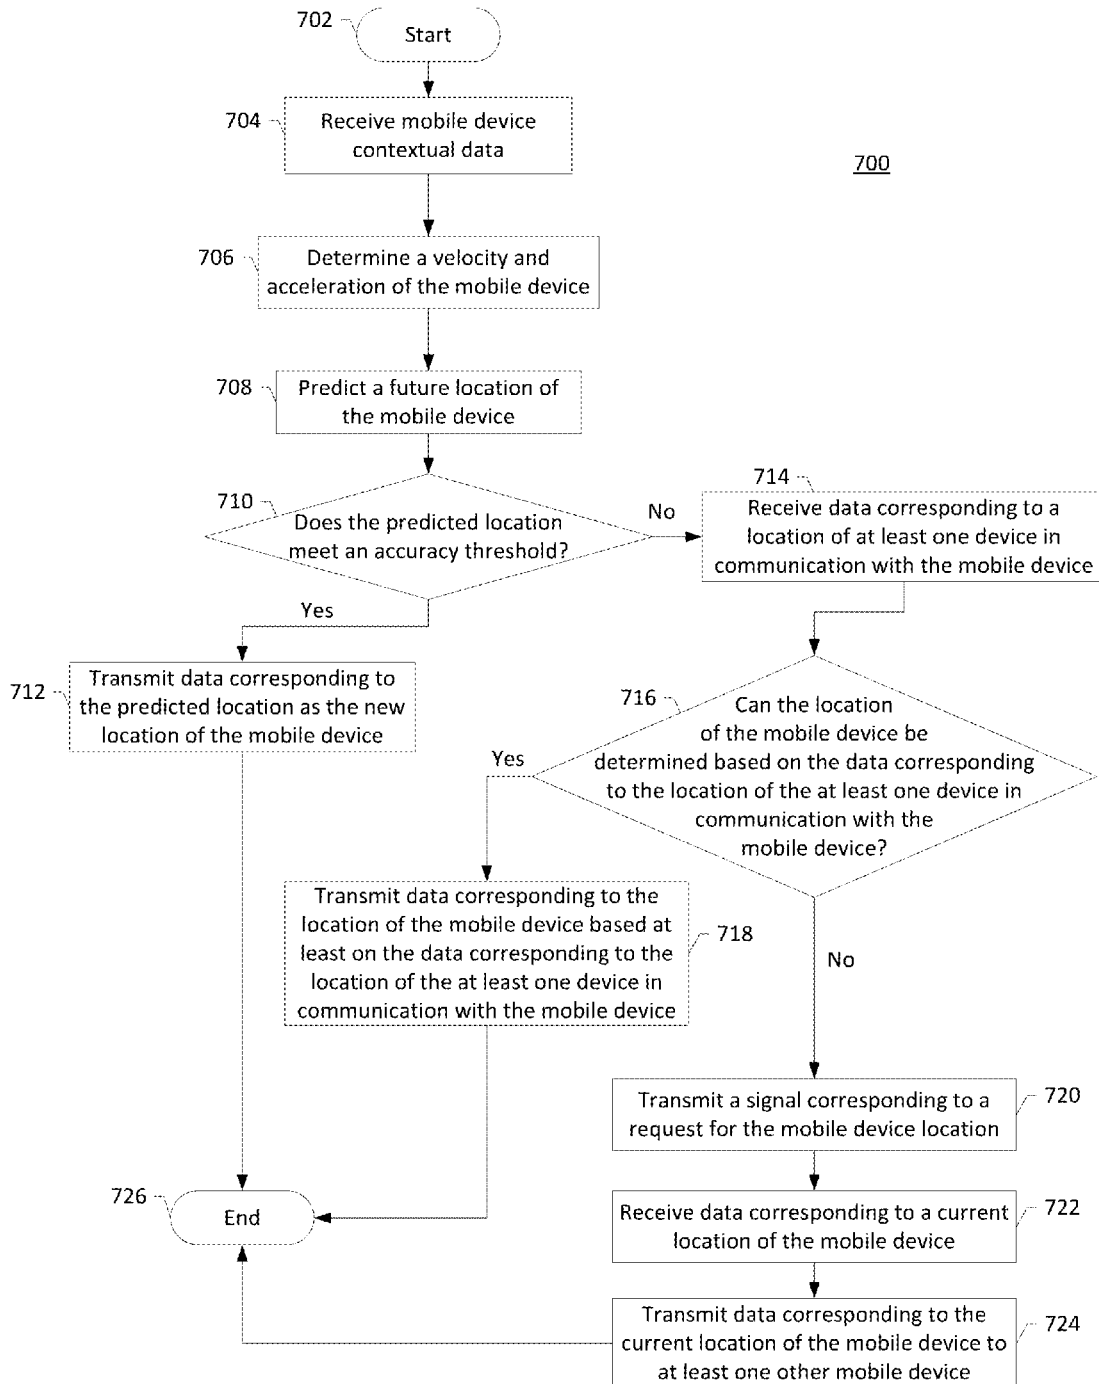 702
Start
704
Receive mobile device
contextual data
700
706
Determine a velocity and
acceleration of the mobile device
708
Predict a future location of
the mobile device
710
Does the predicted location
meet an accuracy threshold?
No
714
Receive data corresponding to a
location of at least one device in
communication with the mobile device
Yes
712
Transmit data corresponding to
the predicted location as the new
location of the mobile device
716
Can the location
of the mobile device be
determined based on the data corresponding
to the location of the at least one device in
communication with the
mobile device?
Yes
Transmit data corresponding to the
location of the mobile device based at
least on the data corresponding to the
location of the at least one device in
communication with the mobile device
718
No
Transmit a signal corresponding to a
request for the mobile device location
720
726
End
Receive data corresponding to a current
location of the mobile device
722
Transmit data corresponding to the
current location of the mobile device to
at least one other mobile device
724